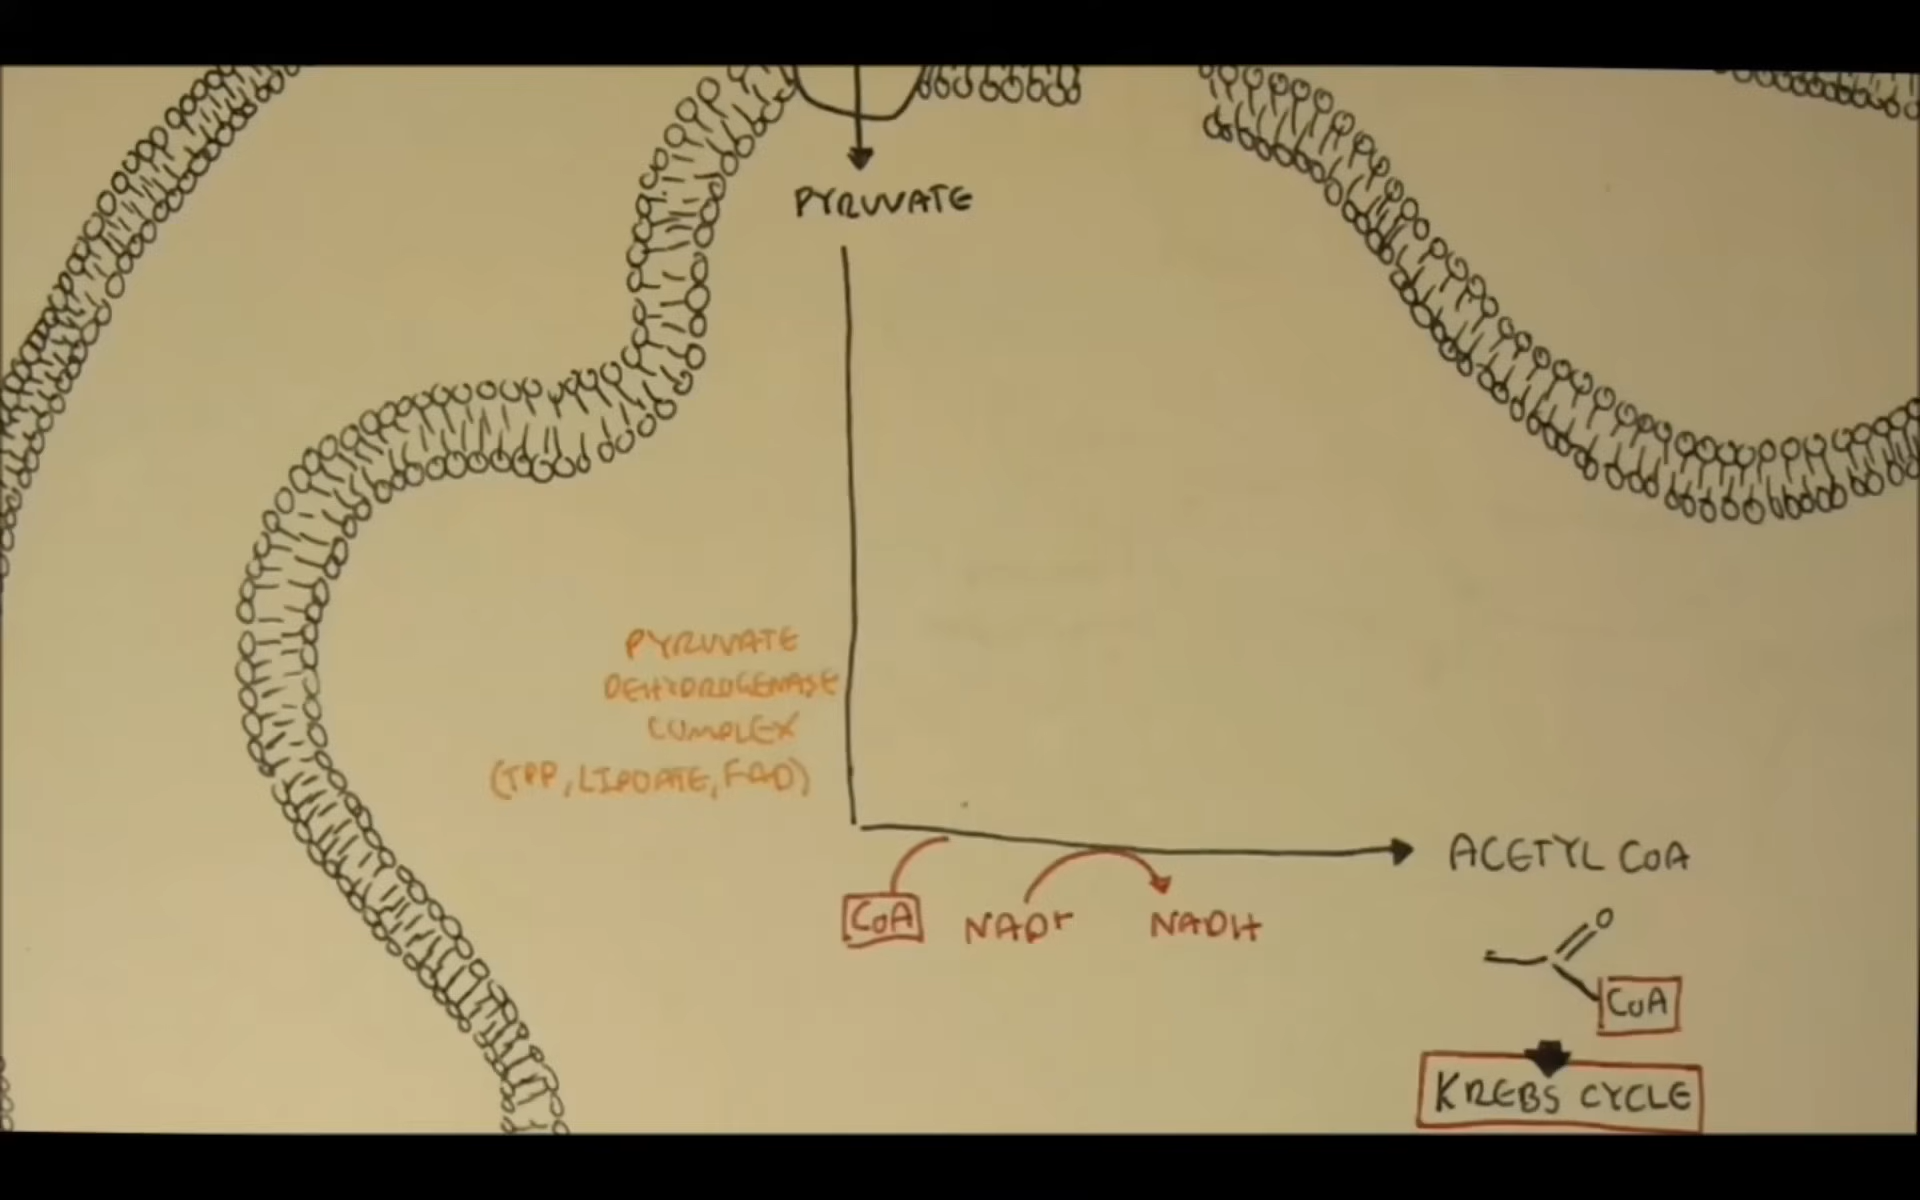 PYRUVATE
PYRUVATE
DEHYDROGENASE
COMPLEX
(TPP, LIPOATE, FAD)
ACETYL CoA
CoA NAD+ NADH
O
CoA
KREBS CYCLE